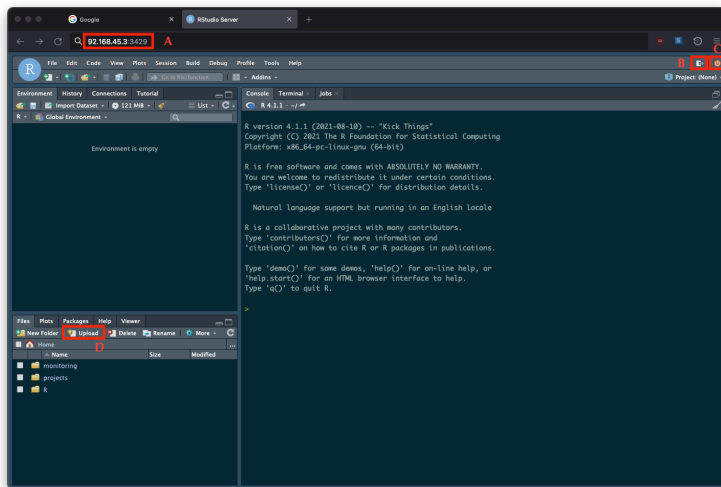 Google × RStudio Server × +
92.168.45.3:3429 A
File Edit Code View Plots Session Build Debug Profile Tools Help
B C
Go to file/function Addins Project: (None)
Environment History Connections Tutorial
Import Dataset 121 MiB List
R Global Environment
Environment is empty
Console Terminal × Jobs ×
R 4.1.1 · ~/
R version 4.1.1 (2021-08-10) -- "Kick Things"
Copyright (C) 2021 The R Foundation for Statistical Computing
Platform: x86_64-pc-linux-gnu (64-bit)
R is free software and comes with ABSOLUTELY NO WARRANTY.
You are welcome to redistribute it under certain conditions.
Type 'license()' or 'licence()' for distribution details.
Natural language support but running in an English locale
R is a collaborative project with many contributors.
Type 'contributors()' for more information and
'citation()' on how to cite R or R packages in publications.
Type 'demo()' for some demos, 'help()' for on-line help, or
'help.start()' for an HTML browser interface to help.
Type 'q()' to quit R.
>
Files Plots Packages Help Viewer
New Folder Upload Delete Rename More
D
Home ...
Name Size Modified
monitoring
projects
R